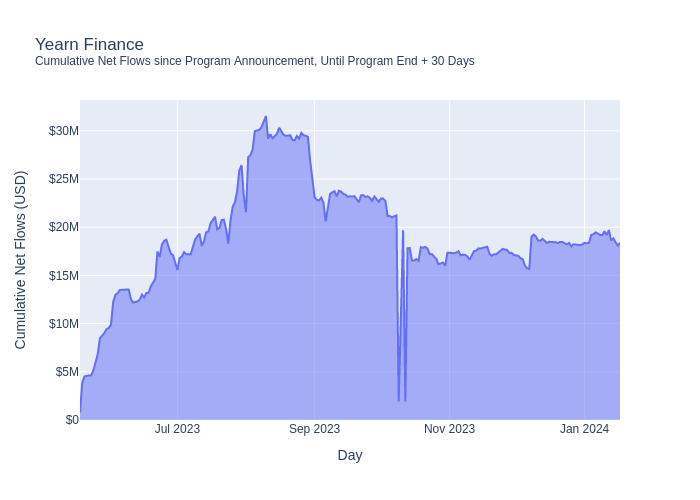 Yearn Finance
Cumulative Net Flows since Program Announcement, Until Program End + 30 Days
Cumulative Net Flows (USD)
$30M
$25M
$20M
$15M
$10M
$5M
$0
Jul 2023
Sep 2023
Nov 2023
Jan 2024
Day